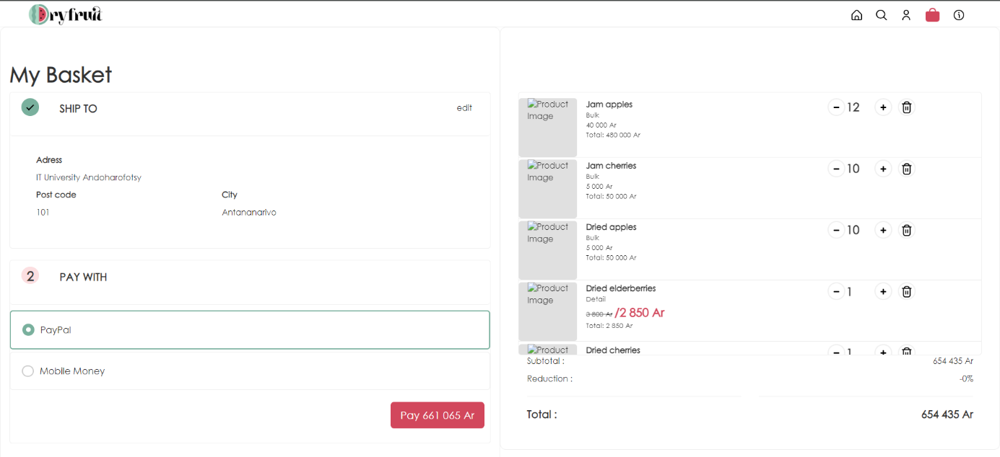 Dryfruit
My Basket
SHIP TO
edit
Adress
IT University Andoharofotsy
Post code
City
101
Antananarivo
2
PAY WITH
PayPal
Mobile Money
Pay 661 065 Ar
Product
Image
Jam apples
Bulk
40 000 Ar
Total: 480 000 Ar
- 12 +
Product
Image
Jam cherries
Bulk
5 000 Ar
Total: 50 000 Ar
- 10 +
Product
Image
Dried apples
Bulk
5 000 Ar
Total: 50 000 Ar
- 10 +
Product
Image
Dried elderberries
Detail
3 800 Ar /2 850 Ar
Total: 2 850 Ar
- 1 +
Product
Dried cherries
- 1 +
Subtotal :
654 435 Ar
Reduction :
-0%
Total :
654 435 Ar